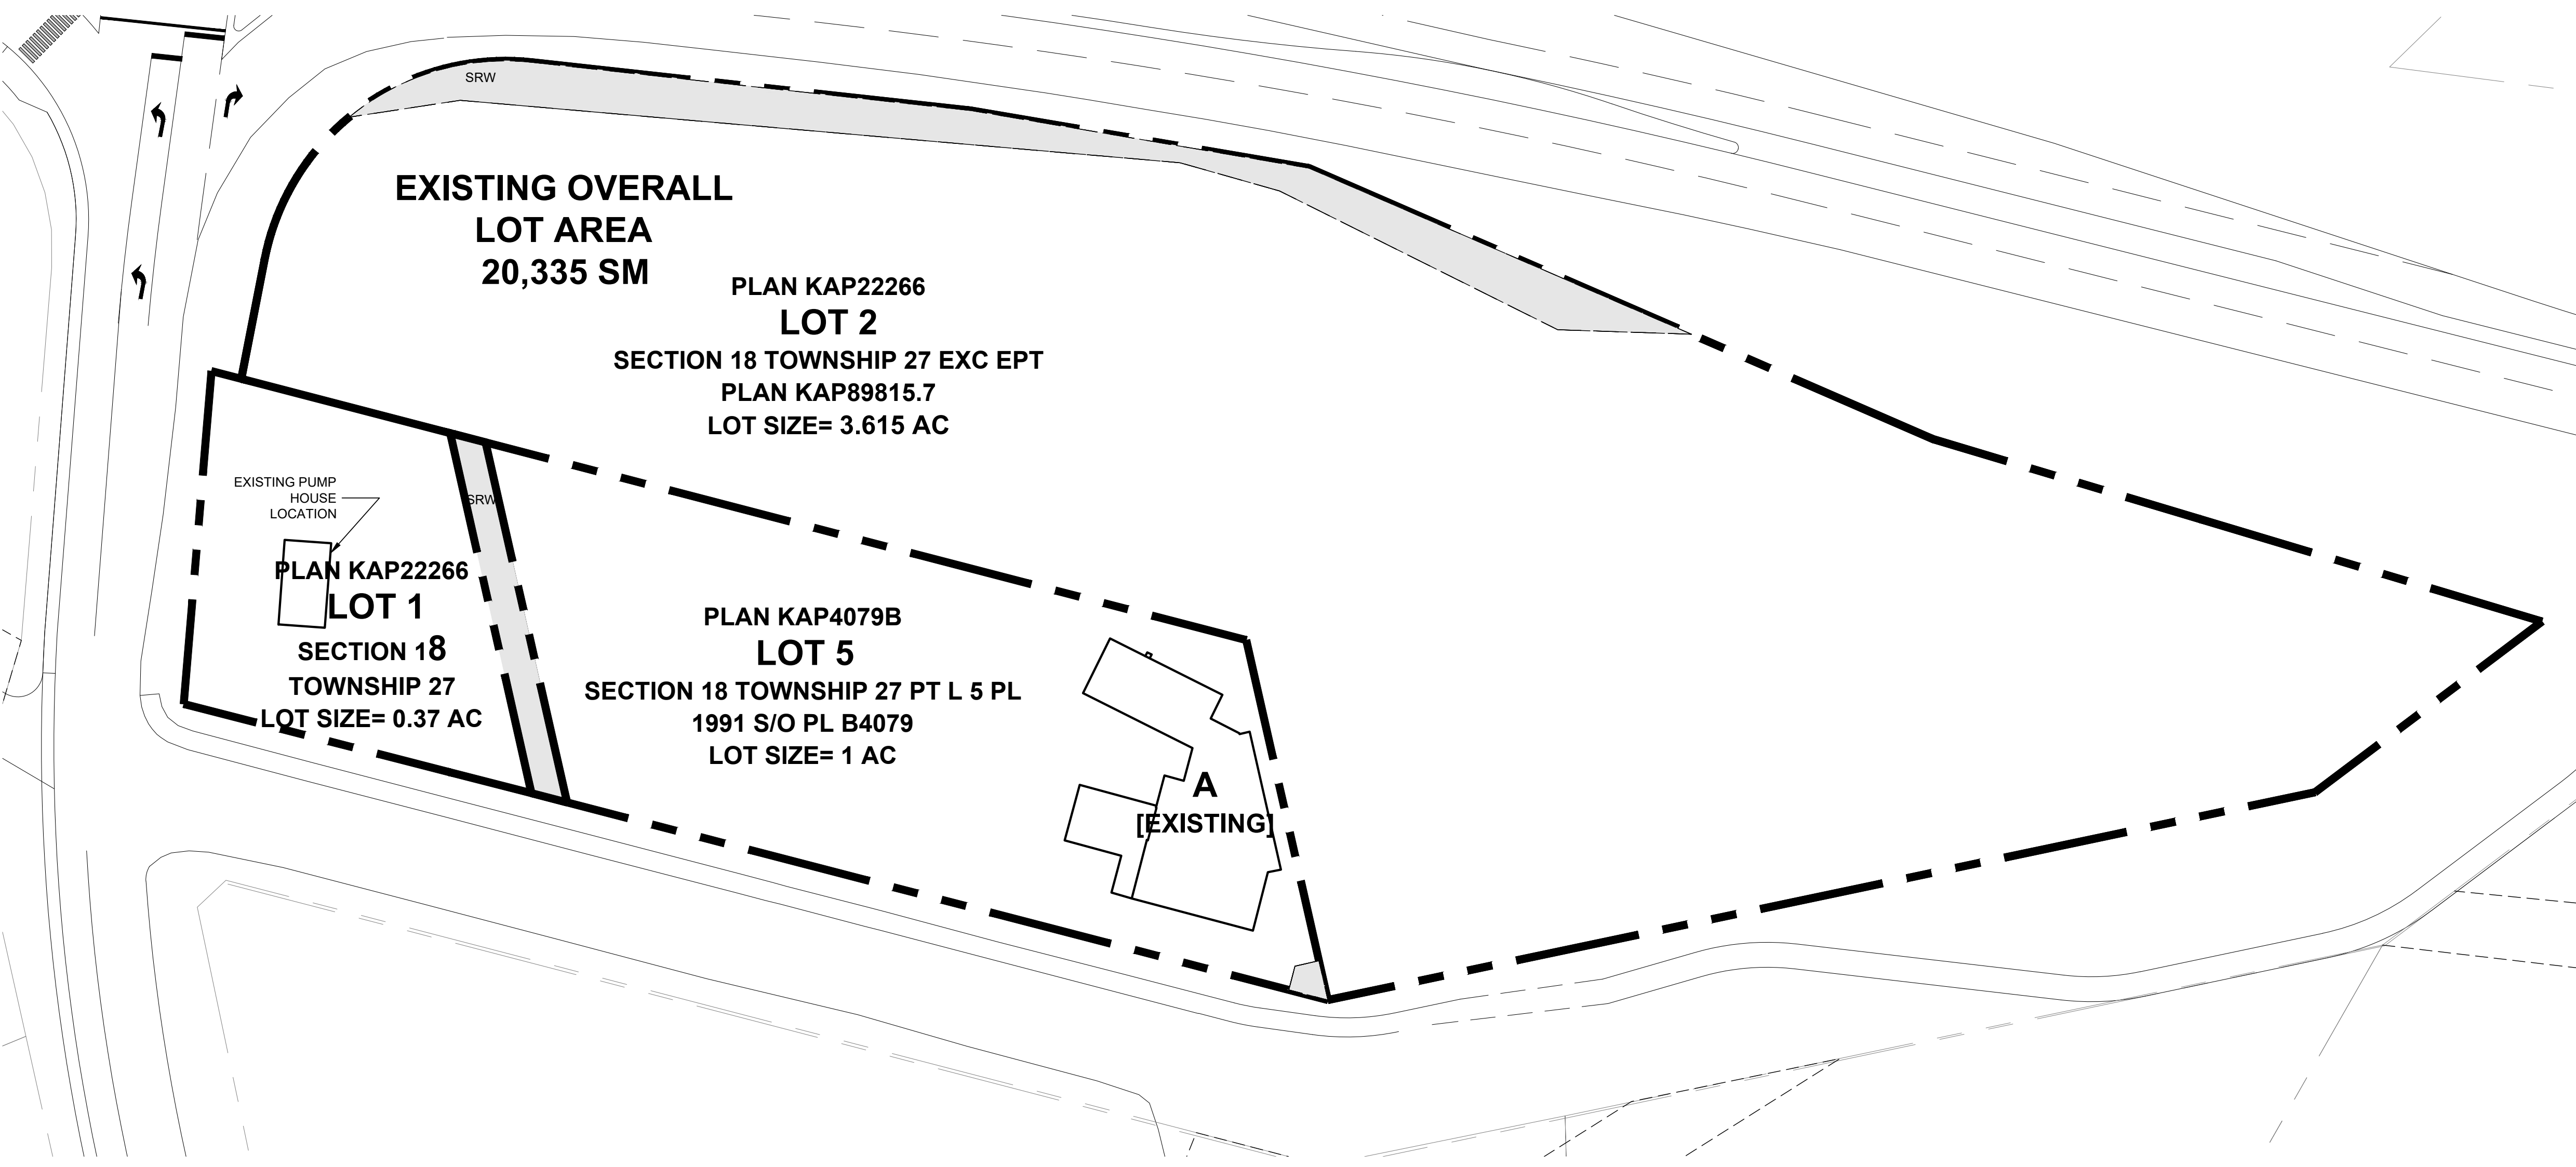 SRW
EXISTING OVERALL
LOT AREA
20,335 SM
PLAN KAP22266
LOT 2
SECTION 18 TOWNSHIP 27 EXC EPT
PLAN KAP89815.7
LOT SIZE= 3.615 AC
EXISTING PUMP
HOUSE
LOCATION
SRW
PLAN KAP22266
LOT 1
SECTION 18
TOWNSHIP 27
LOT SIZE= 0.37 AC
PLAN KAP4079B
LOT 5
SECTION 18 TOWNSHIP 27 PT L 5 PL
1991 S/O PL B4079
LOT SIZE= 1 AC
A
[EXISTING]